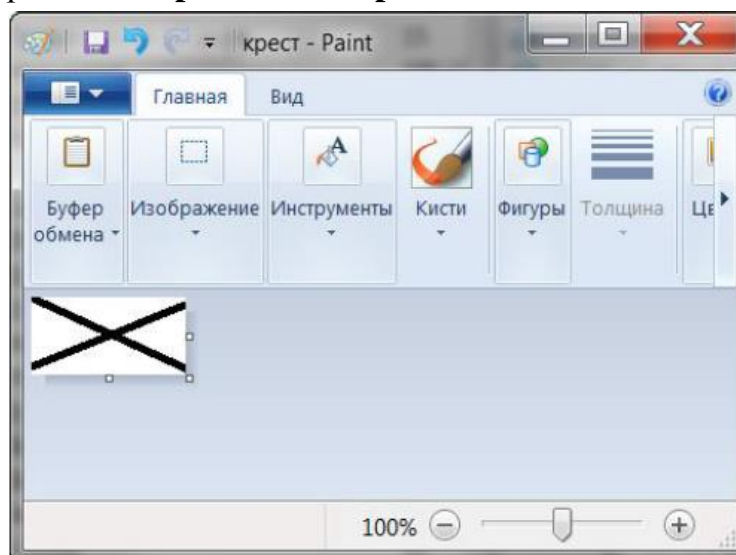 крест - Paint
Главная Вид
Буфер обмена Изображение Инструменты Кисти Фигуры Толщина
100%